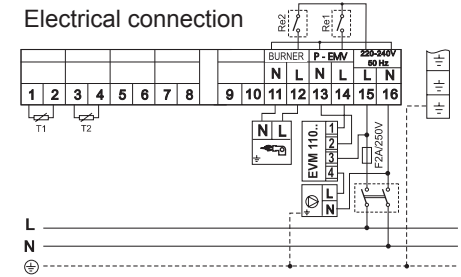 Electrical connection
Re2
Re1
BURNER P - EMV 220-240V
50 Hz
N L N L L N
1 2 3 4 5 6 7 8 9 10 11 12 13 14 15 16
T1 T2
N L
EVM 110..
1
2
3
4
F2A/250V
L
N
L
N